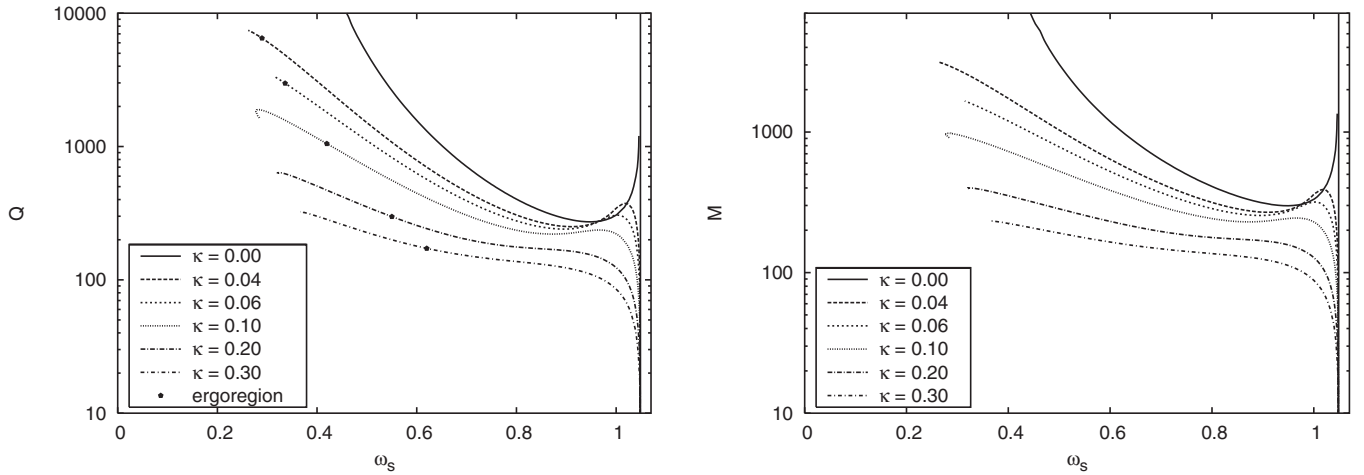 10000
1000
100
10
Q
κ = 0.00
κ = 0.04
κ = 0.06
κ = 0.10
κ = 0.20
κ = 0.30
ergoregion
0 0.2 0.4 0.6 0.8 1
ωs
1000
100
10
M
κ = 0.00
κ = 0.04
κ = 0.06
κ = 0.10
κ = 0.20
κ = 0.30
0 0.2 0.4 0.6 0.8 1
ωs